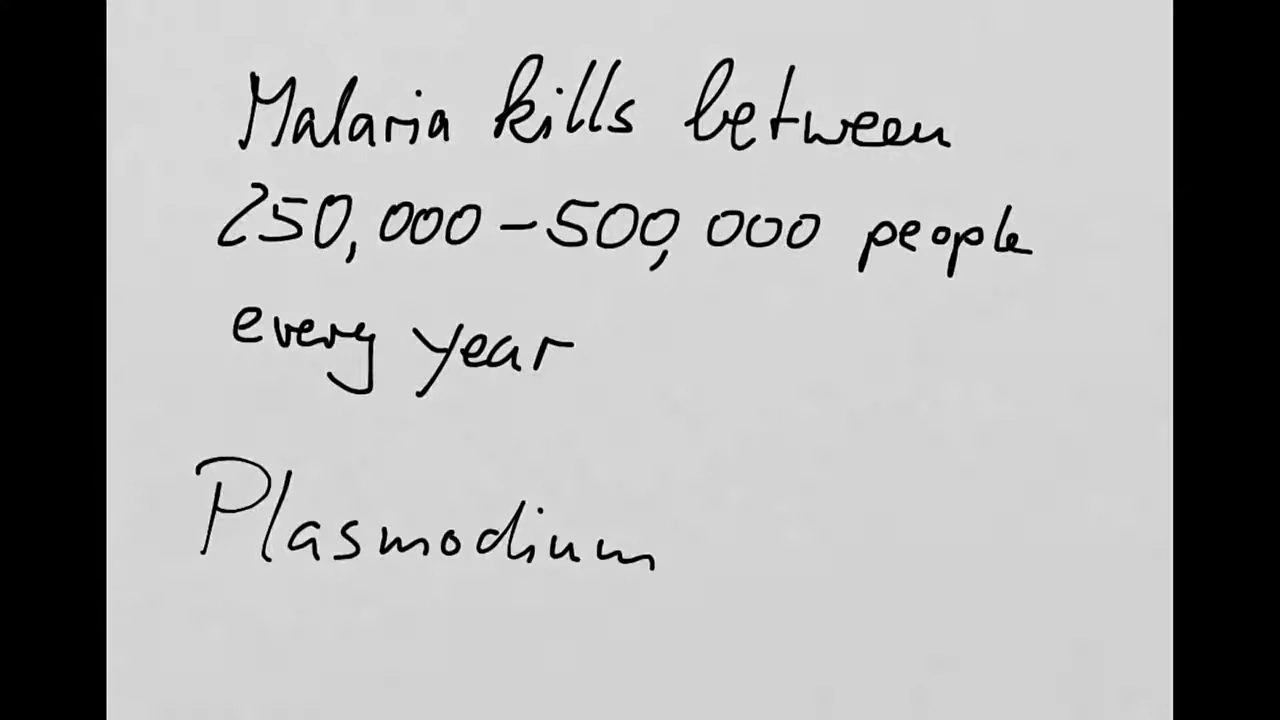 Malaria kills between
250,000 - 500,000 people
every year
Plasmodium